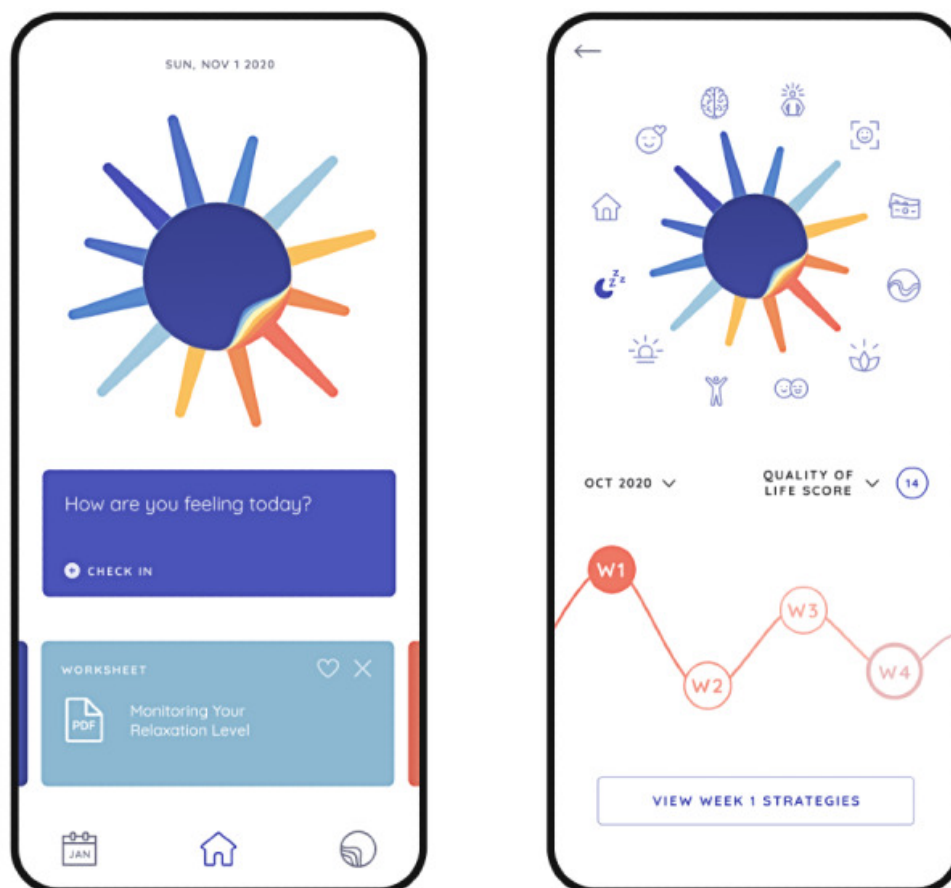 SUN, NOV 1 2020
How are you feeling today?
CHECK IN
WORKSHEET
PDF
Monitoring Your
Relaxation Level
JAN
z z z
OCT 2020
QUALITY OF
LIFE SCORE
14
W1
W2
W3
W4
VIEW WEEK 1 STRATEGIES